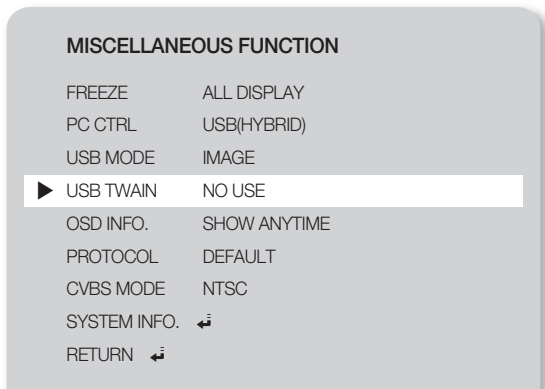 MISCELLANEOUS FUNCTION
FREEZE ALL DISPLAY
PC CTRL USB(HYBRID)
USB MODE IMAGE
USB TWAIN NO USE
OSD INFO. SHOW ANYTIME
PROTOCOL DEFAULT
CVBS MODE NTSC
SYSTEM INFO.
RETURN